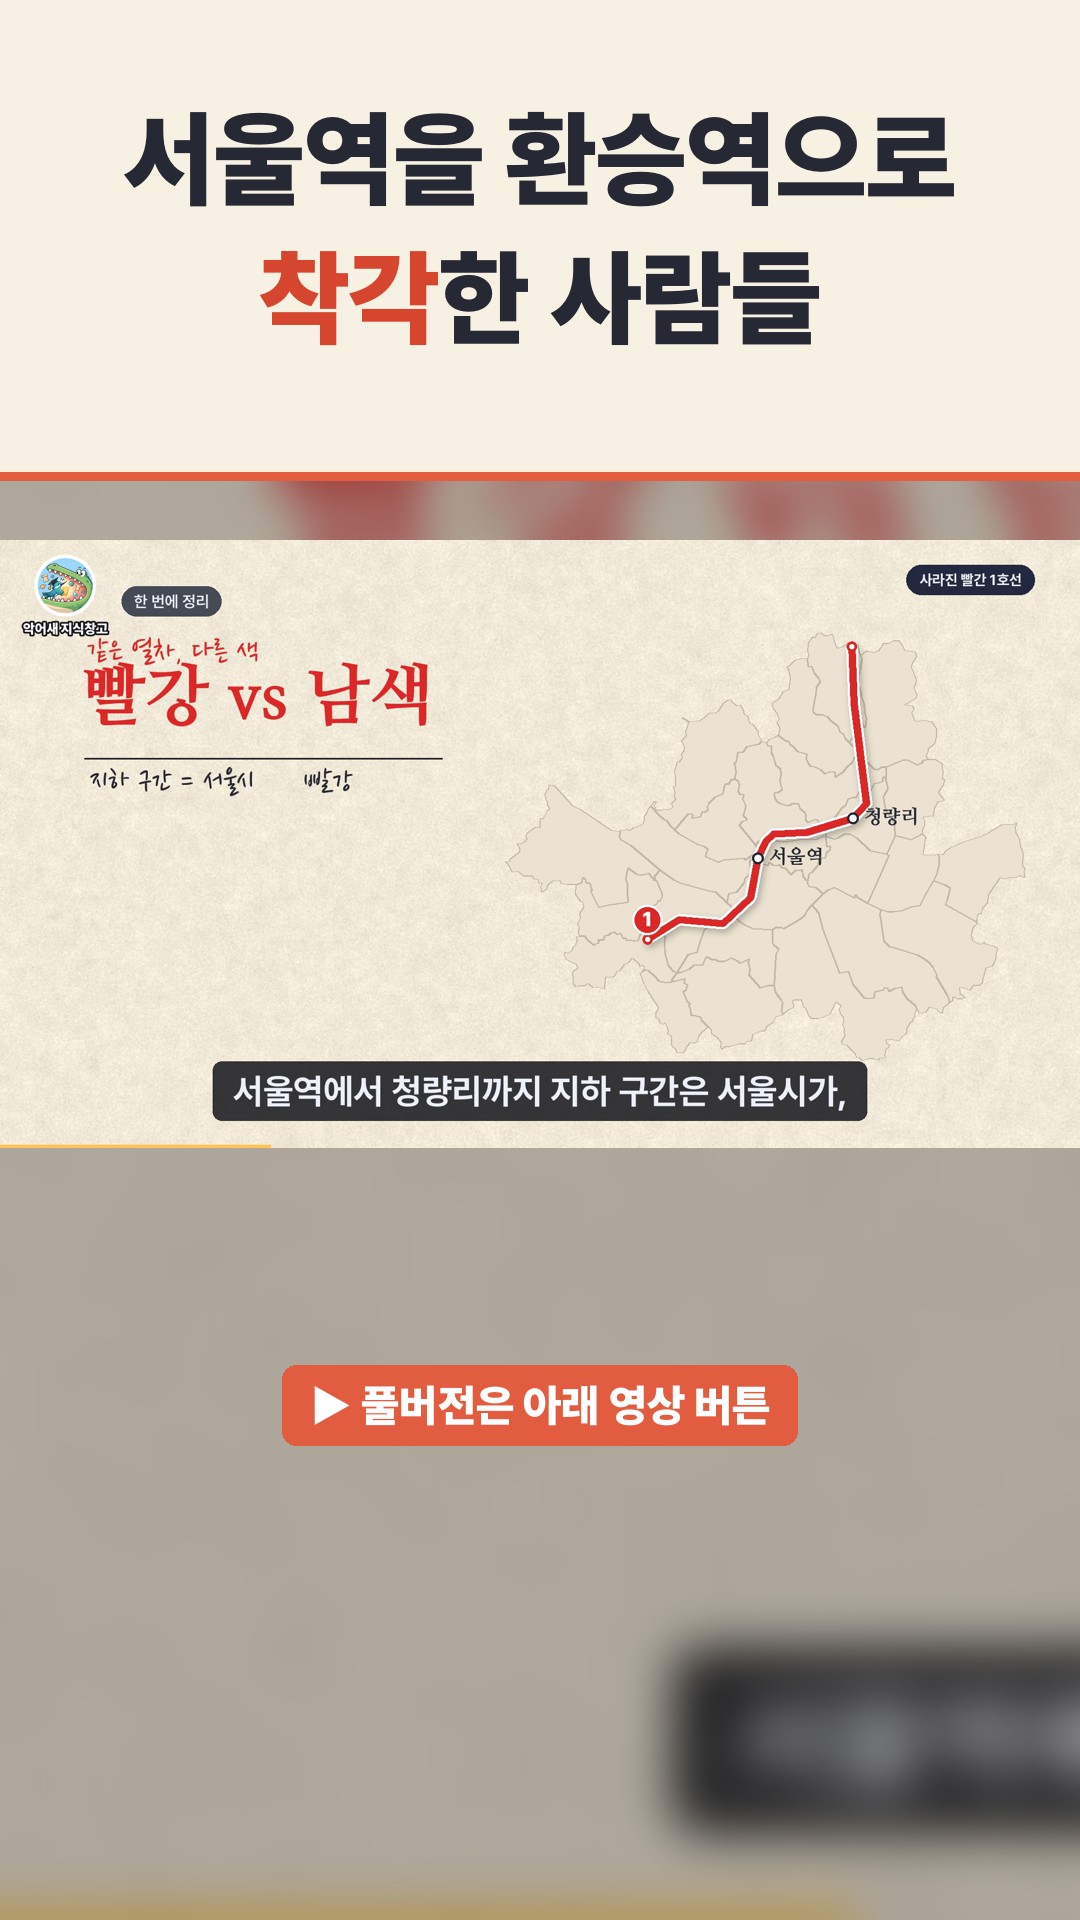 서울역을 환승역으로
착각한 사람들
악어새 지식창고
한 번에 정리
사라진 빨간 1호선
같은 열차, 다른 색
빨강 vs 남색
지하 구간 = 서울시 빨강
청량리
서울역
1
서울역에서 청량리까지 지하 구간은 서울시가,
▶ 풀버전은 아래 영상 버튼